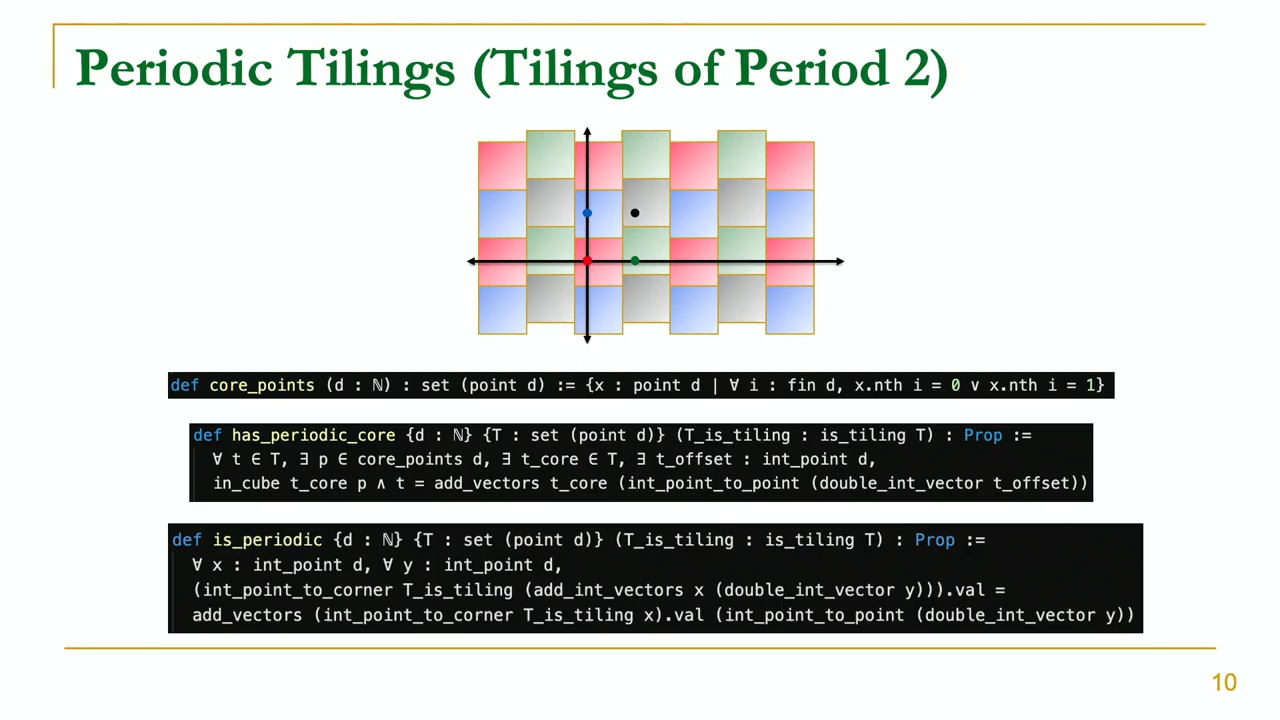 Periodic Tilings (Tilings of Period 2)
def core_points (d : ℕ) : set (point d) := {x : point d | ∀ i : fin d, x.nth i = 0 ∨ x.nth i = 1}
def has_periodic_core {d : ℕ} {T : set (point d)} (T_is_tiling : is_tiling T) : Prop :=
∀ t ∈ T, ∃ p ∈ core_points d, ∃ t_core ∈ T, ∃ t_offset : int_point d,
in_cube t_core p ∧ t = add_vectors t_core (int_point_to_point (double_int_vector t_offset))
def is_periodic {d : ℕ} {T : set (point d)} (T_is_tiling : is_tiling T) : Prop :=
∀ x : int_point d, ∀ y : int_point d,
(int_point_to_corner T_is_tiling (add_int_vectors x (double_int_vector y))).val =
add_vectors (int_point_to_corner T_is_tiling x).val (int_point_to_point (double_int_vector y))
10